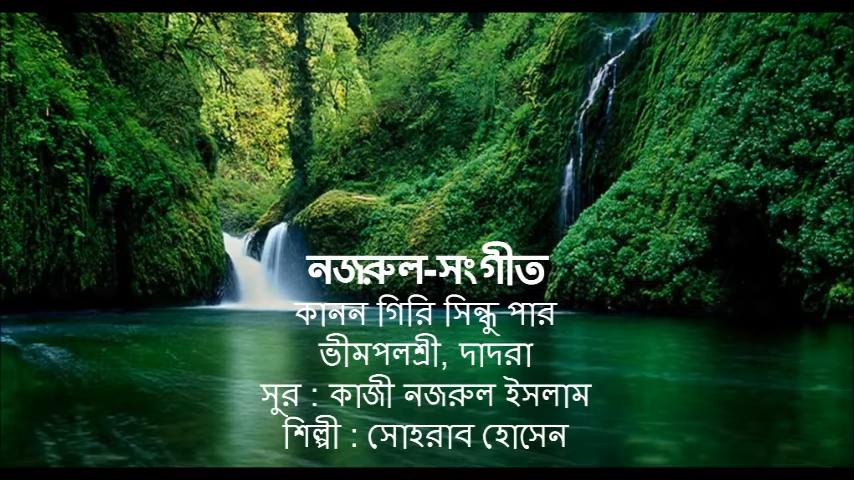 নজরুল-সংগীত
কানন গিরি সিন্ধু পার
ভীমপলশ্রী, দাদরা
সুর : কাজী নজরুল ইসলাম
শিল্পী : সোহরাব হোসেন